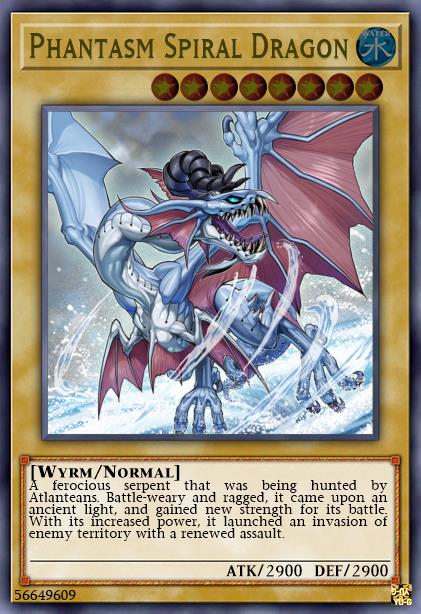 PHANTASM SPIRAL DRAGON
WATER
水
[WYRM/NORMAL]
A ferocious serpent that was being hunted by
Atlanteans. Battle-weary and ragged, it came upon an
ancient light, and gained new strength for its battle.
With its increased power, it launched an invasion of
enemy territory with a renewed assault.
ATK/2900 DEF/2900
56649609